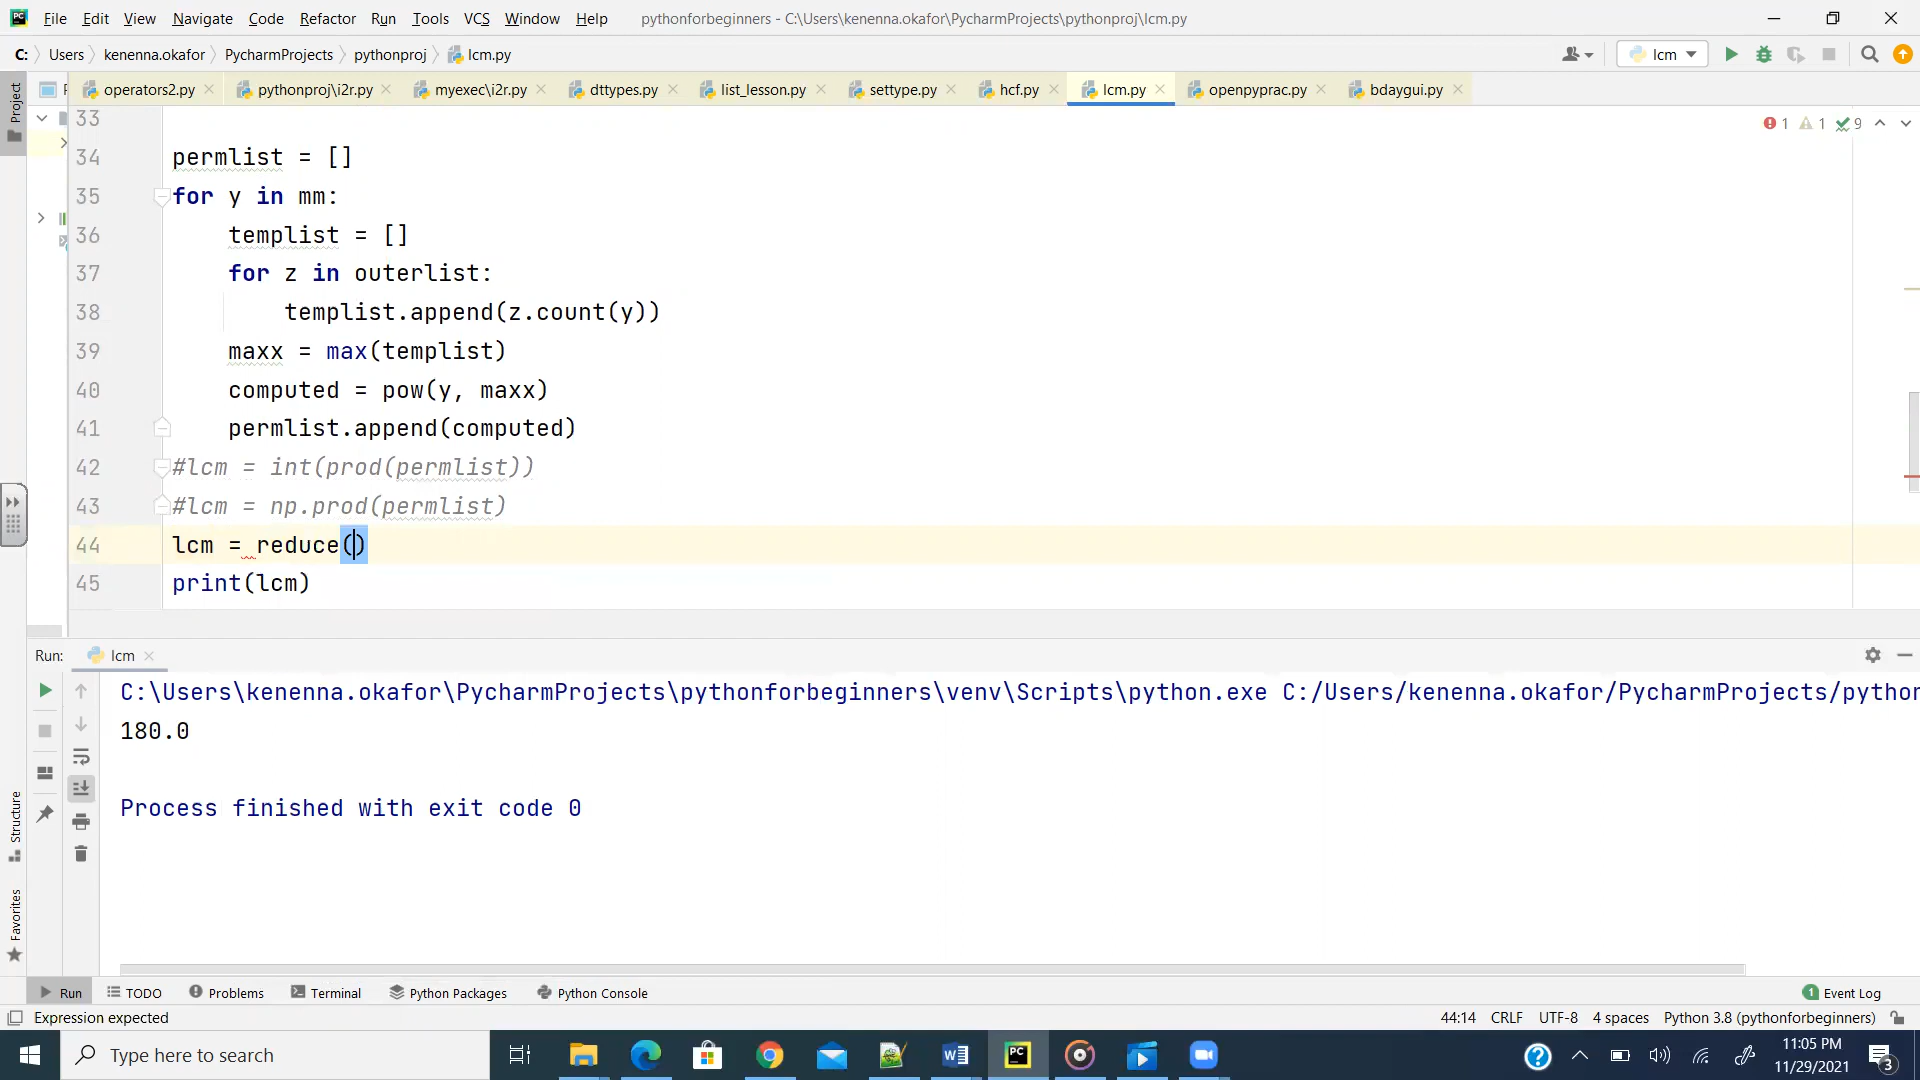 File Edit View Navigate Code Refactor Run Tools VCS Window Help pythonforbeginners - C:\Users\kenenna.okafor\PycharmProjects\pythonproj\lcm.py
C: Users kenenna.okafor PycharmProjects pythonproj lcm.py lcm
operators2.py pythonproj\i2r.py myexec\i2r.py dttypes.py list_lesson.py settype.py hcf.py lcm.py openpyprac.py bdaygui.py
Project
33
34 permlist = []
35 for y in mm:
36 templist = []
37 for z in outerlist:
38 templist.append(z.count(y))
39 maxx = max(templist)
40 computed = pow(y, maxx)
41 permlist.append(computed)
42 #lcm = int(prod(permlist))
43 #lcm = np.prod(permlist)
44 lcm = reduce()
45 print(lcm)
1 1 9
Run: lcm
C:\Users\kenenna.okafor\PycharmProjects\pythonforbeginners\venv\Scripts\python.exe C:/Users/kenenna.okafor/PycharmProjects/python
180.0
Process finished with exit code 0
Structure
Favorites
Run TODO Problems Terminal Python Packages Python Console 1 Event Log
Expression expected 44:14 CRLF UTF-8 4 spaces Python 3.8 (pythonforbeginners)
Type here to search
11:05 PM
11/29/2021
3